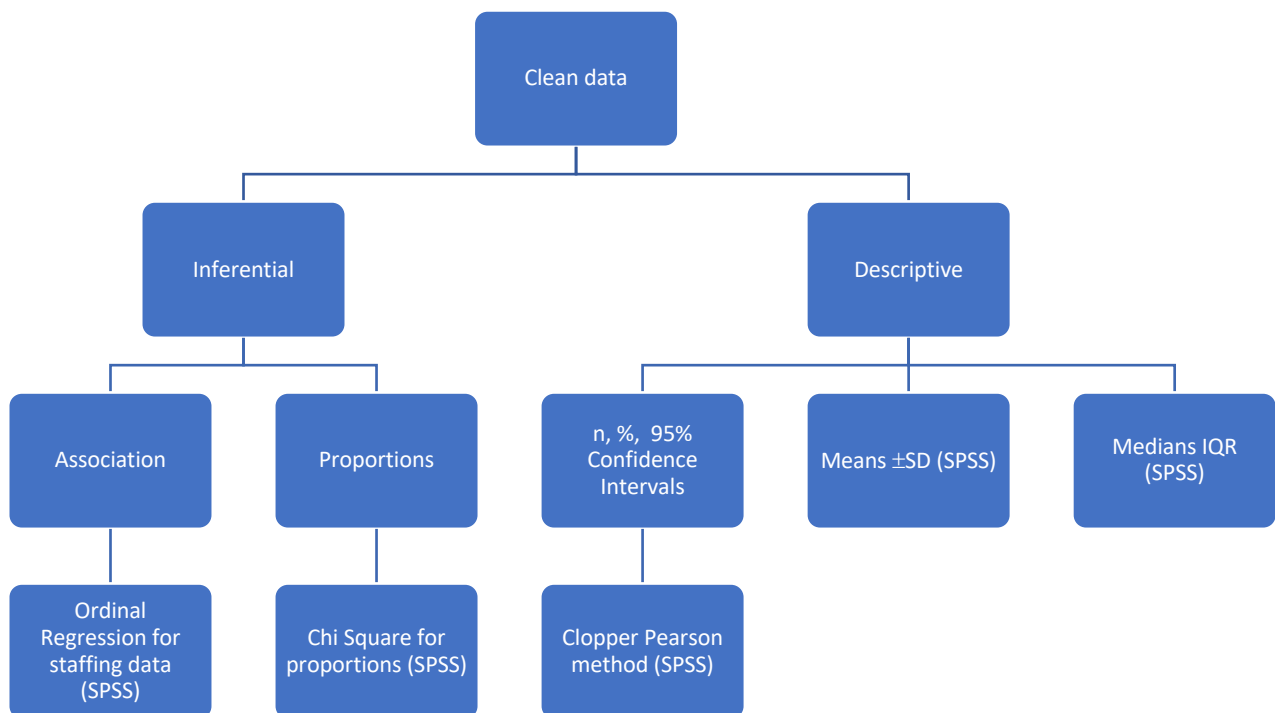 Clean data
Inferential
Descriptive
Association
Proportions
n, %, 95%
Confidence
Intervals
Means ±SD (SPSS)
Medians IQR
(SPSS)
Ordinal
Regression for
staffing data
(SPSS)
Chi Square for
proportions (SPSS)
Clopper Pearson
method (SPSS)